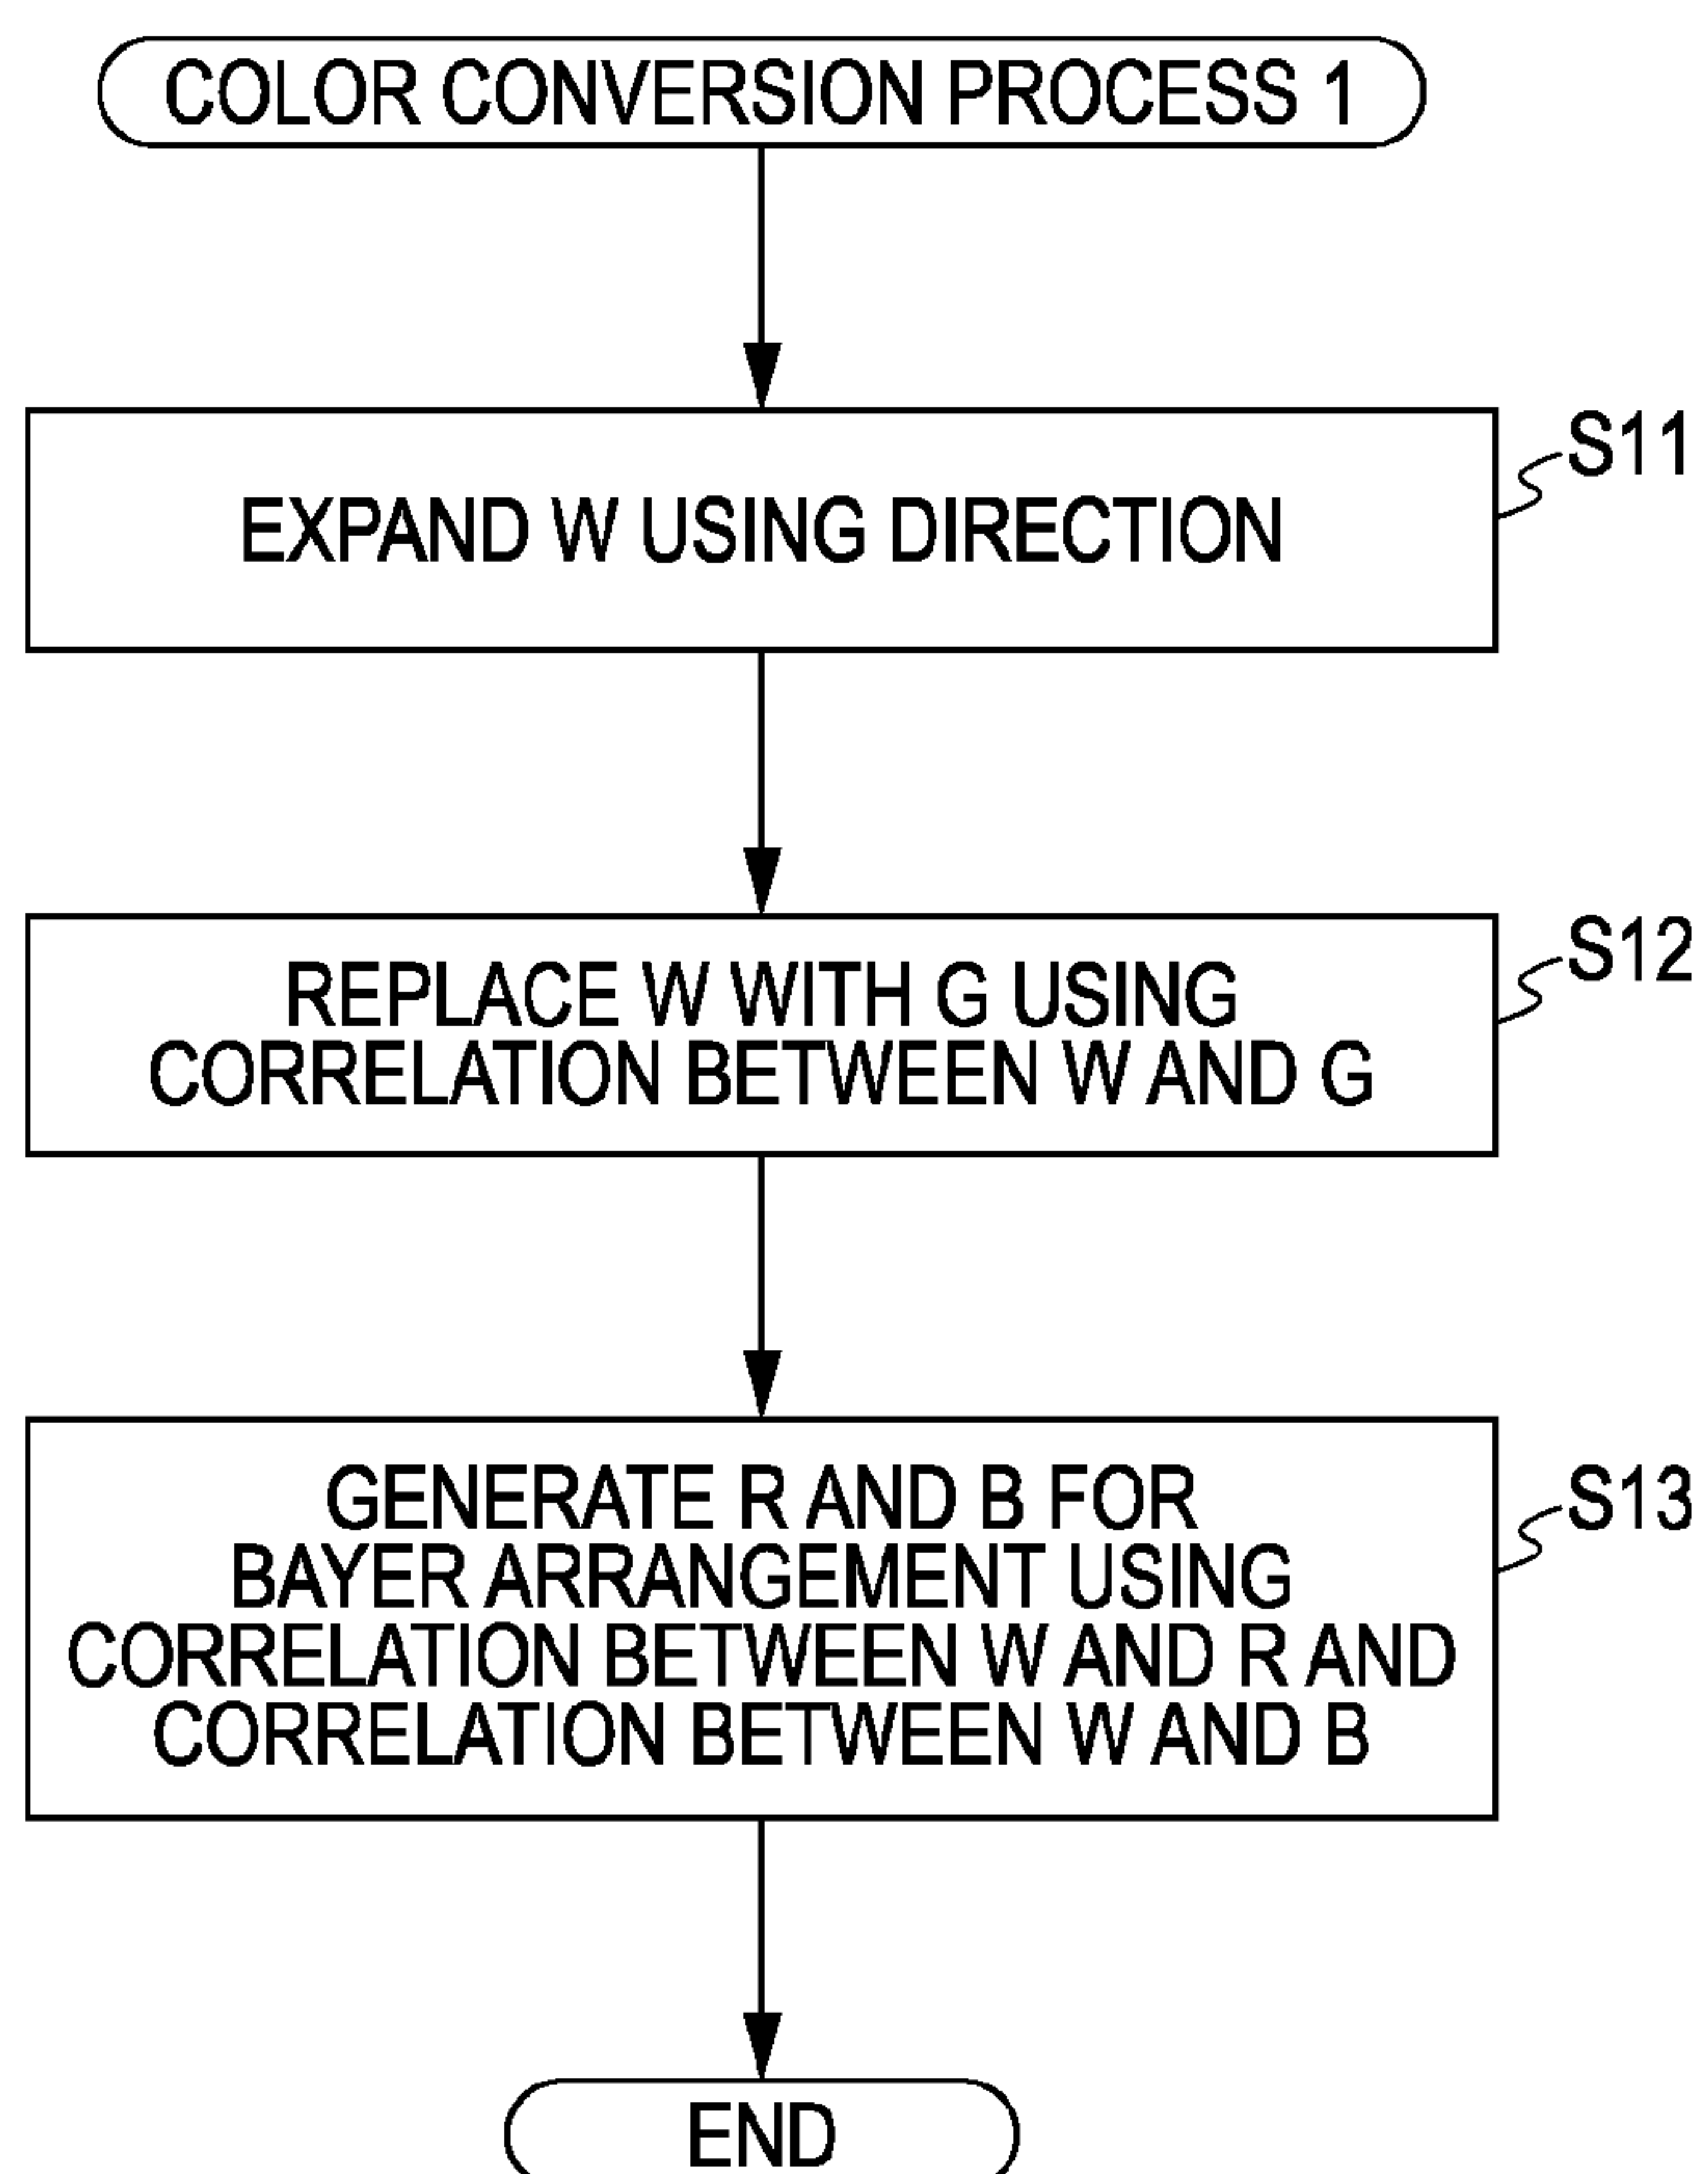 COLOR CONVERSION PROCESS 1
S11
EXPAND W USING DIRECTION
S12
REPLACE W WITH G USING
CORRELATION BETWEEN W AND G
S13
GENERATE R AND B FOR
BAYER ARRANGEMENT USING
CORRELATION BETWEEN W AND R AND
CORRELATION BETWEEN W AND B
END